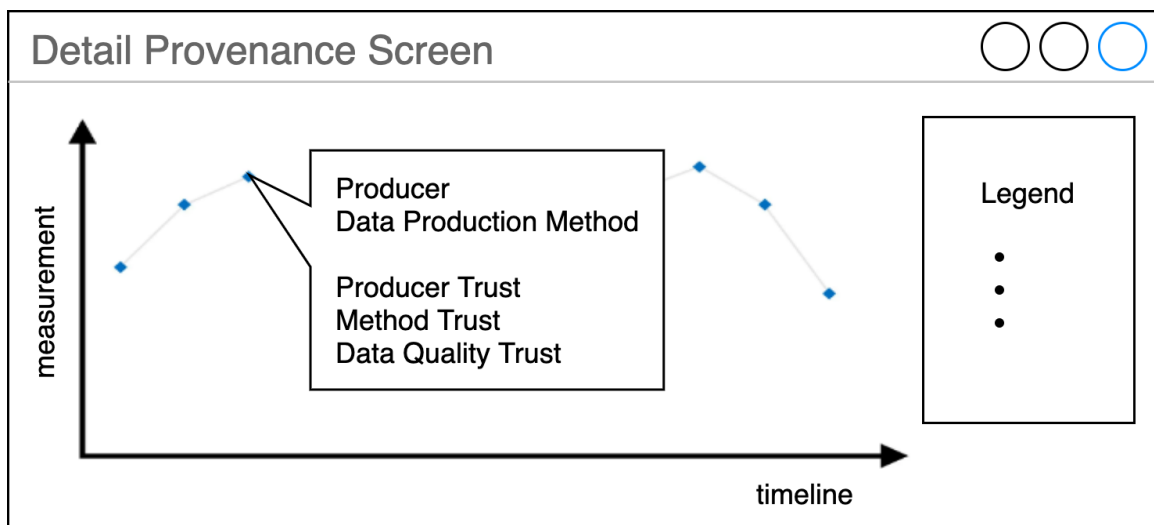 Detail Provenance Screen
measurement
Producer
Data Production Method
Producer Trust
Method Trust
Data Quality Trust
Legend
timeline